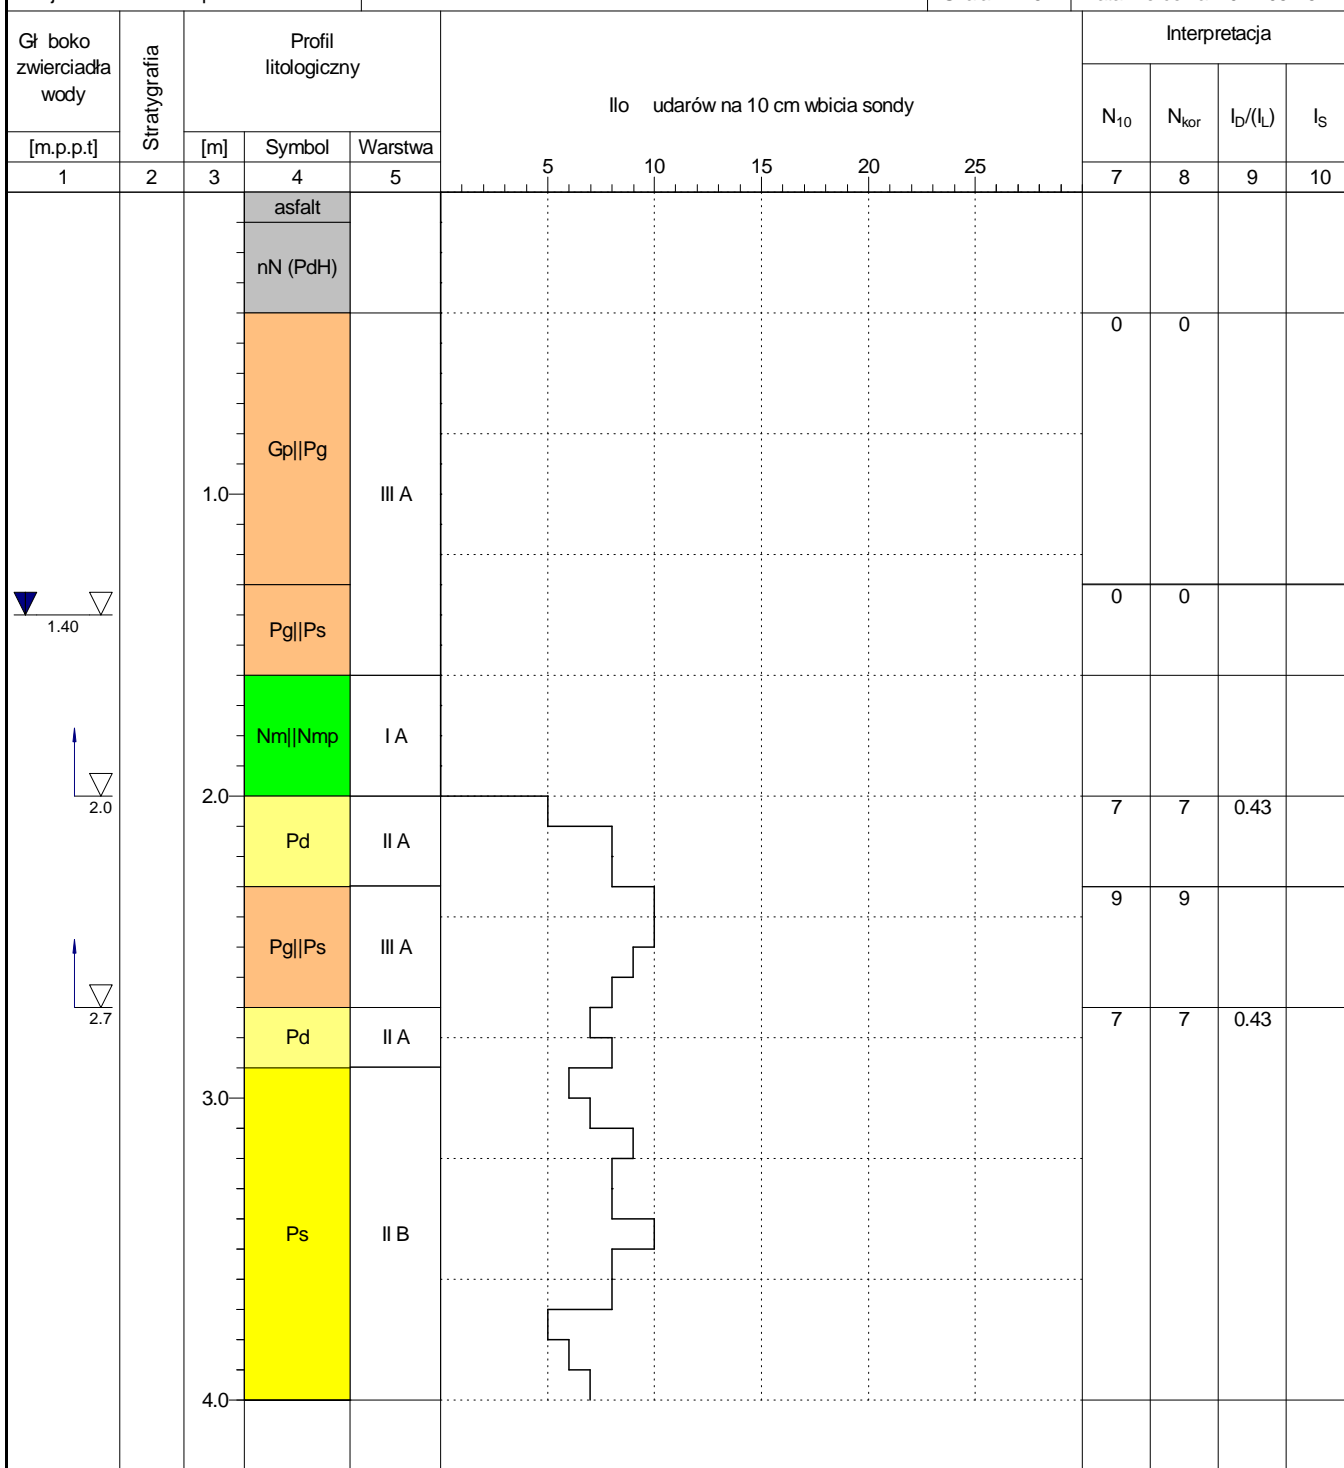 Gł boko
zwierciadła
wody
[m.p.p.t]
1
Stratygrafia
2
Profil
litologiczny
[m]
Symbol
Warstwa
3
4
5
Ilo udarów na 10 cm wbicia sondy
5 10 15 20 25
Interpretacja
N10 Nkor ID/(IL) IS
7 8 9 10
asfalt
nN (PdH)
0 0
Gp||Pg
1.0
III A
0 0
1.40
Pg||Ps
Nm||Nmp
I A
2.0
2.0
7 7 0.43
Pd
II A
9 9
Pg||Ps
III A
2.7
7 7 0.43
Pd
II A
3.0
Ps
II B
4.0